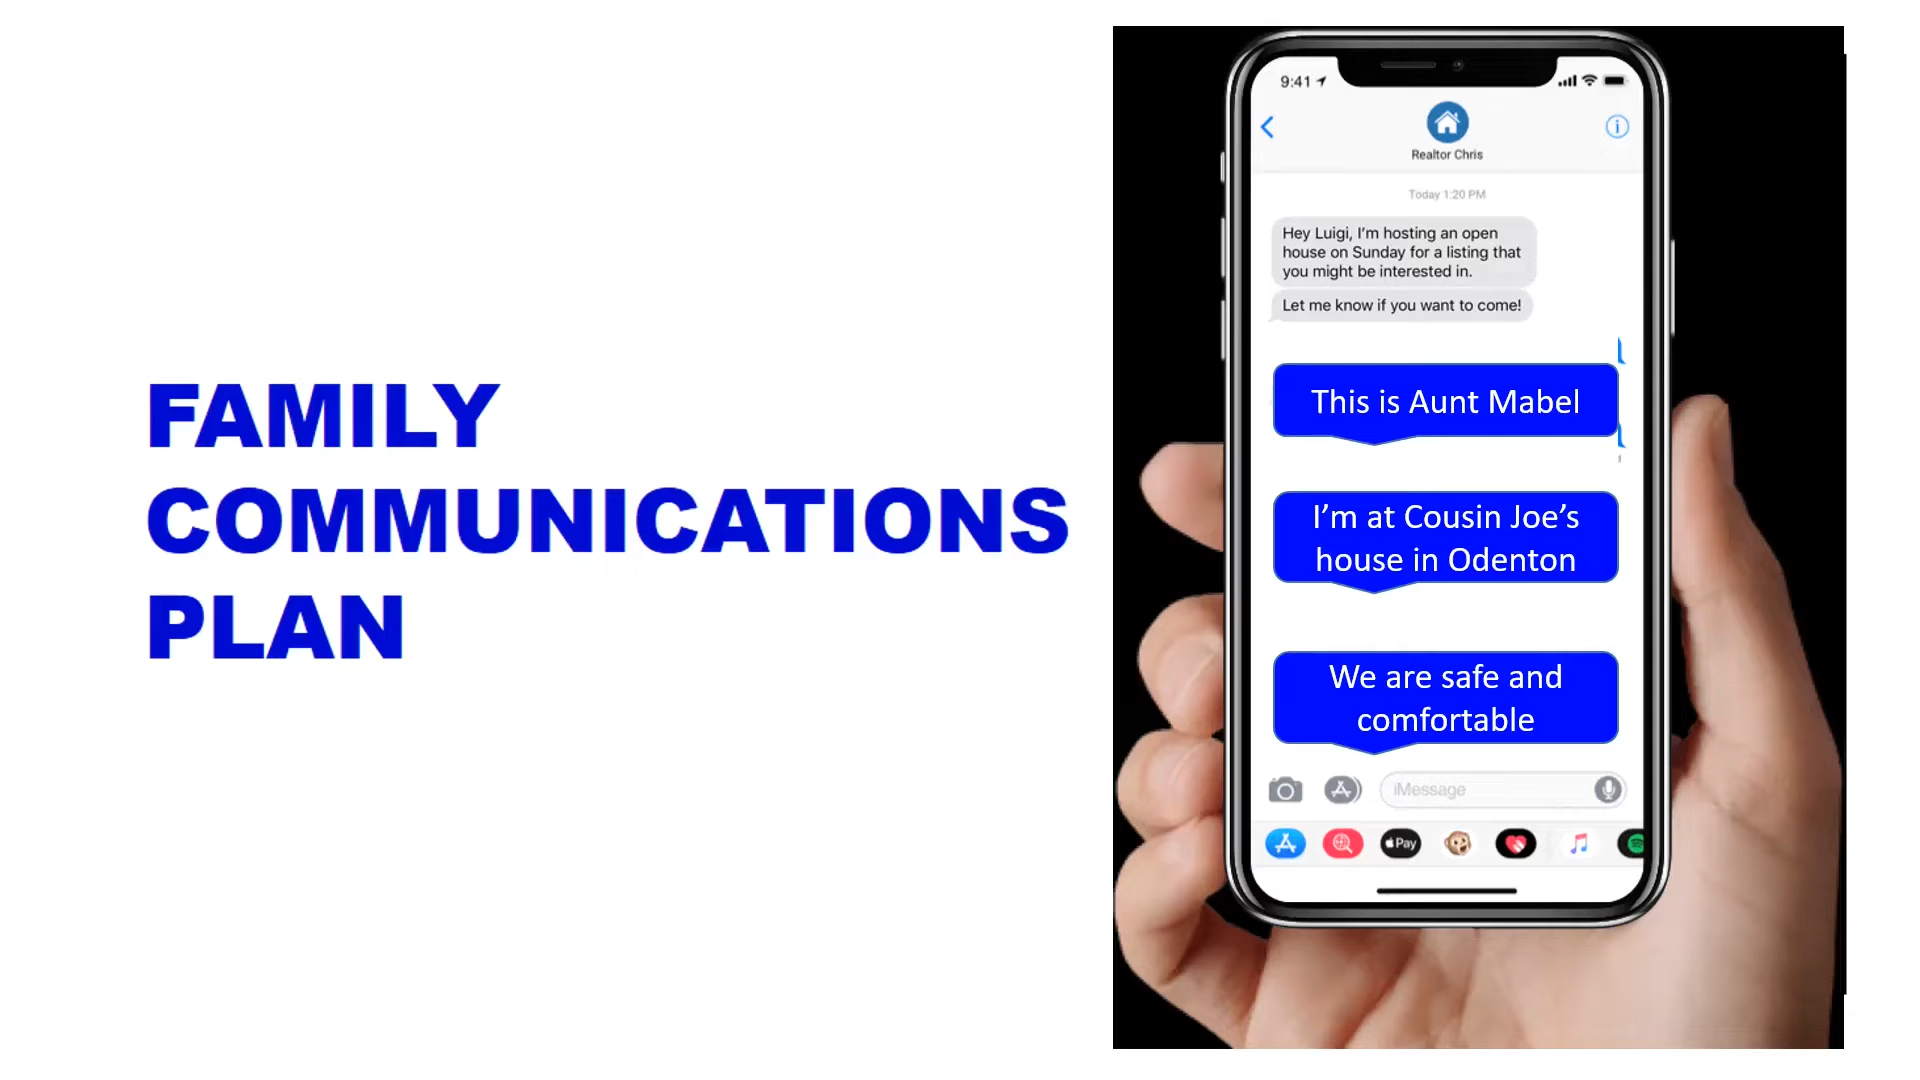 FAMILY
COMMUNICATIONS
PLAN
9:41
Realtor Chris
Today 1:20 PM
Hey Luigi, I'm hosting an open
house on Sunday for a listing that
you might be interested in.
Let me know if you want to come!
This is Aunt Mabel
I'm at Cousin Joe's
house in Odenton
We are safe and
comfortable
iMessage
Pay